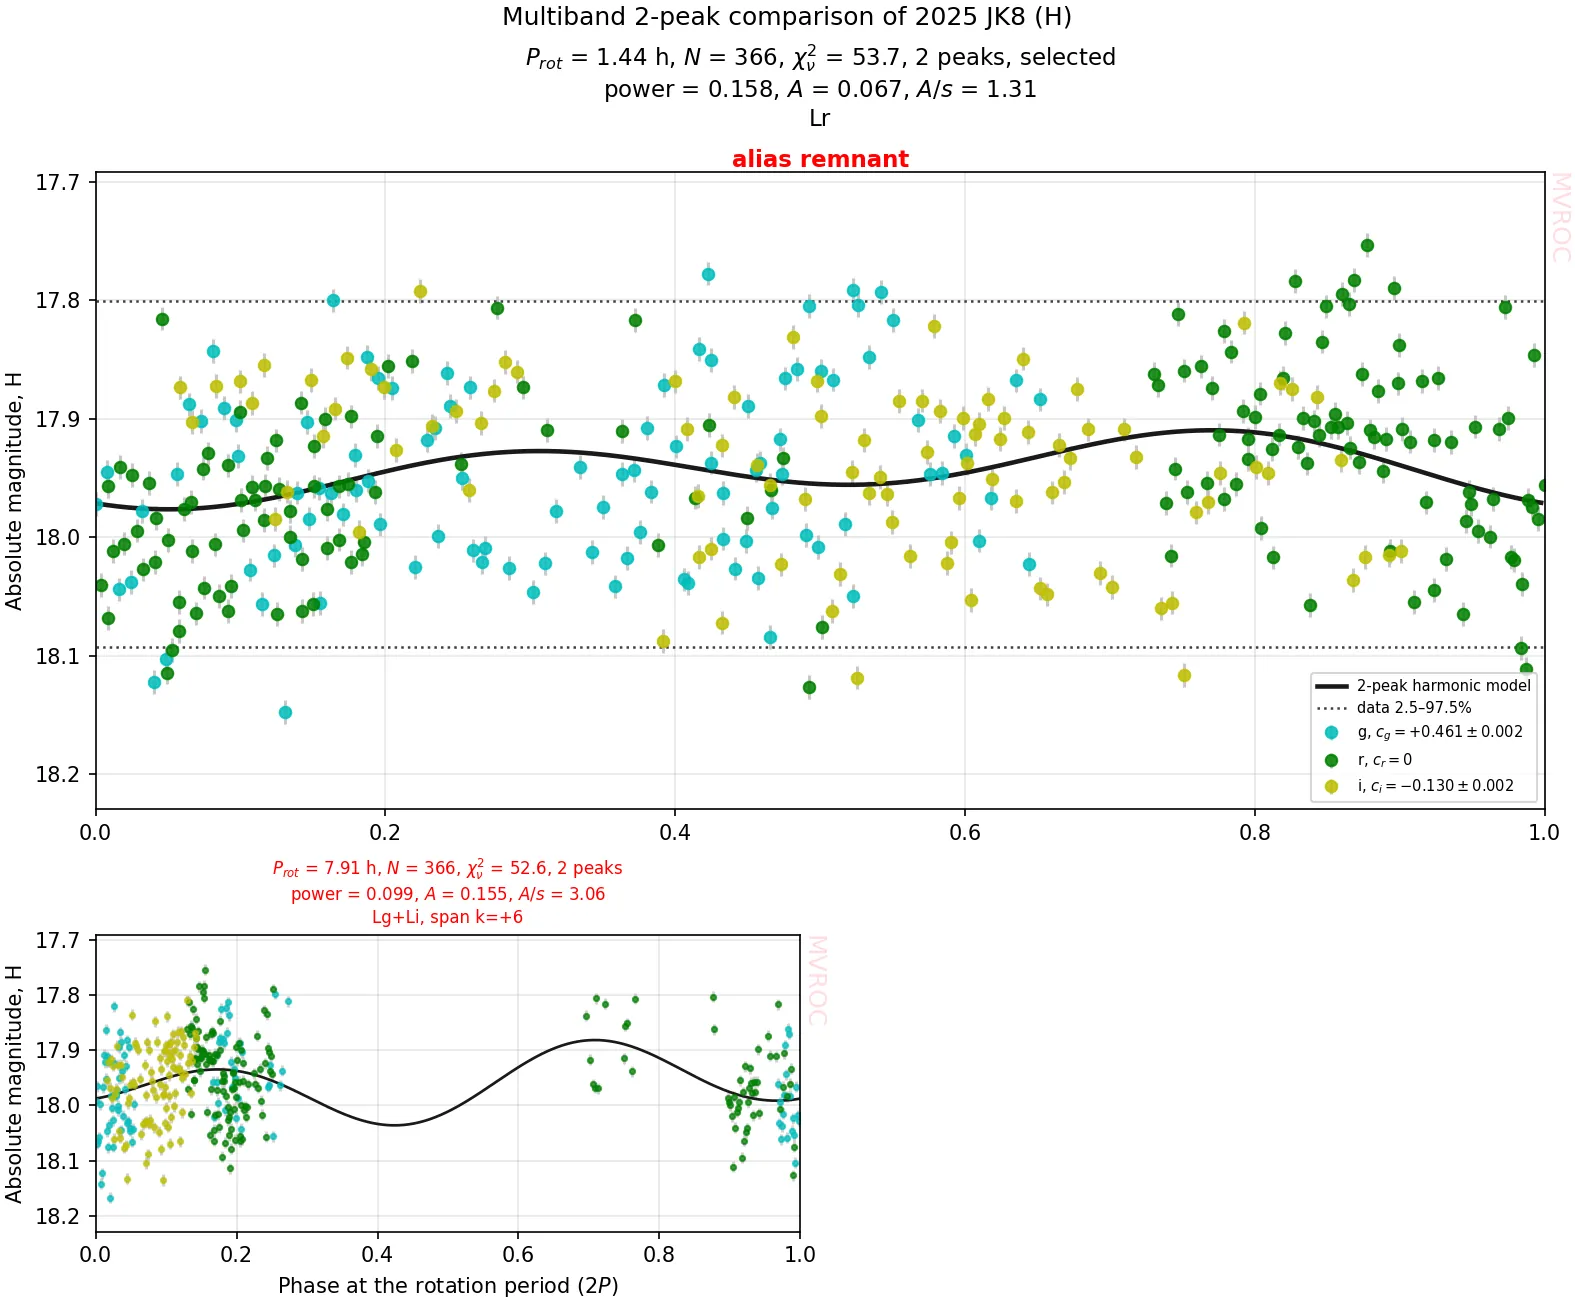 Multiband 2-peak comparison of 2025 JK8 (H)
P_rot = 1.44 h, N = 366, χ²_ν = 53.7, 2 peaks, selected
power = 0.158, A = 0.067, A/s = 1.31
Lr
alias remnant
MVROC
Absolute magnitude, H
17.7
17.8
17.9
18.0
18.1
18.2
2-peak harmonic model
data 2.5–97.5%
g, c_g = +0.461 ± 0.002
r, c_r = 0
i, c_i = −0.130 ± 0.002
0.0 0.2 0.4 0.6 0.8 1.0
P_rot = 7.91 h, N = 366, χ²_ν = 52.6, 2 peaks
power = 0.099, A = 0.155, A/s = 3.06
Lg+Li, span k=+6
MVROC
Absolute magnitude, H
17.7
17.8
17.9
18.0
18.1
18.2
0.0 0.2 0.4 0.6 0.8 1.0
Phase at the rotation period (2P)